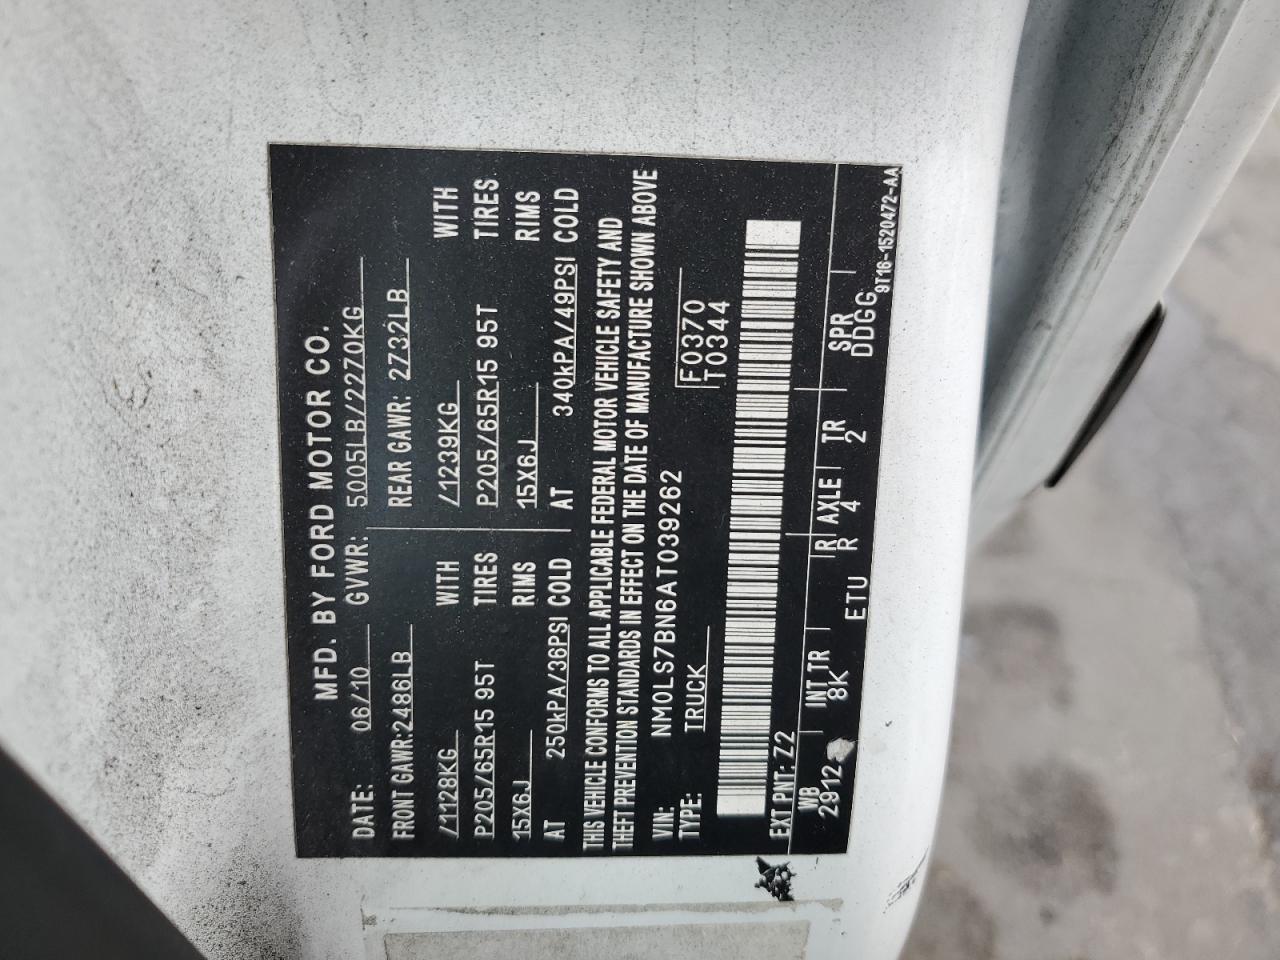 MFD. BY FORD MOTOR CO.
DATE: 06/10 GVWR: 5005LB/2270KG
FRONT GAWR:2486LB REAR GAWR: 2732LB
/1128KG WITH /1239KG WITH
P205/65R15 95T TIRES P205/65R15 95T TIRES
15X6J RIMS 15X6J RIMS
AT 250kPA/36PSI COLD AT 340kPA/49PSI COLD
THIS VEHICLE CONFORMS TO ALL APPLICABLE FEDERAL MOTOR VEHICLE SAFETY AND
THEFT PREVENTION STANDARDS IN EFFECT ON THE DATE OF MANUFACTURE SHOWN ABOVE
VIN: NM0LS7BN6AT039262
TYPE: TRUCK F0370
T0344
EXT PNT: Z2
WB INT TR R AXLE TR SPR
2912 8K ETU R 4 2 DDGG
9T16-1520472-AA